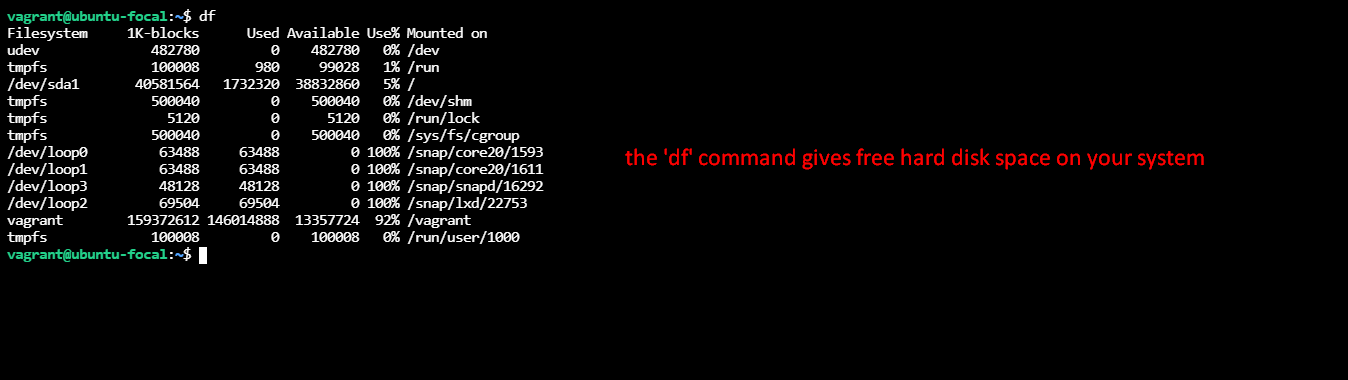 vagrant@ubuntu-focal:~$ df
Filesystem     1K-blocks      Used Available Use% Mounted on
udev              482780         0    482780   0% /dev
tmpfs             100008       980     99028   1% /run
/dev/sda1       40581564   1732320  38832860   5% /
tmpfs             500040         0    500040   0% /dev/shm
tmpfs               5120         0      5120   0% /run/lock
tmpfs             500040         0    500040   0% /sys/fs/cgroup
/dev/loop0         63488     63488         0 100% /snap/core20/1593
/dev/loop1         63488     63488         0 100% /snap/core20/1611
/dev/loop3         48128     48128         0 100% /snap/snapd/16292
/dev/loop2         69504     69504         0 100% /snap/lxd/22753
vagrant        159372612 146014888  13357724  92% /vagrant
tmpfs             100008         0    100008   0% /run/user/1000
vagrant@ubuntu-focal:~$
the 'df' command gives free hard disk space on your system